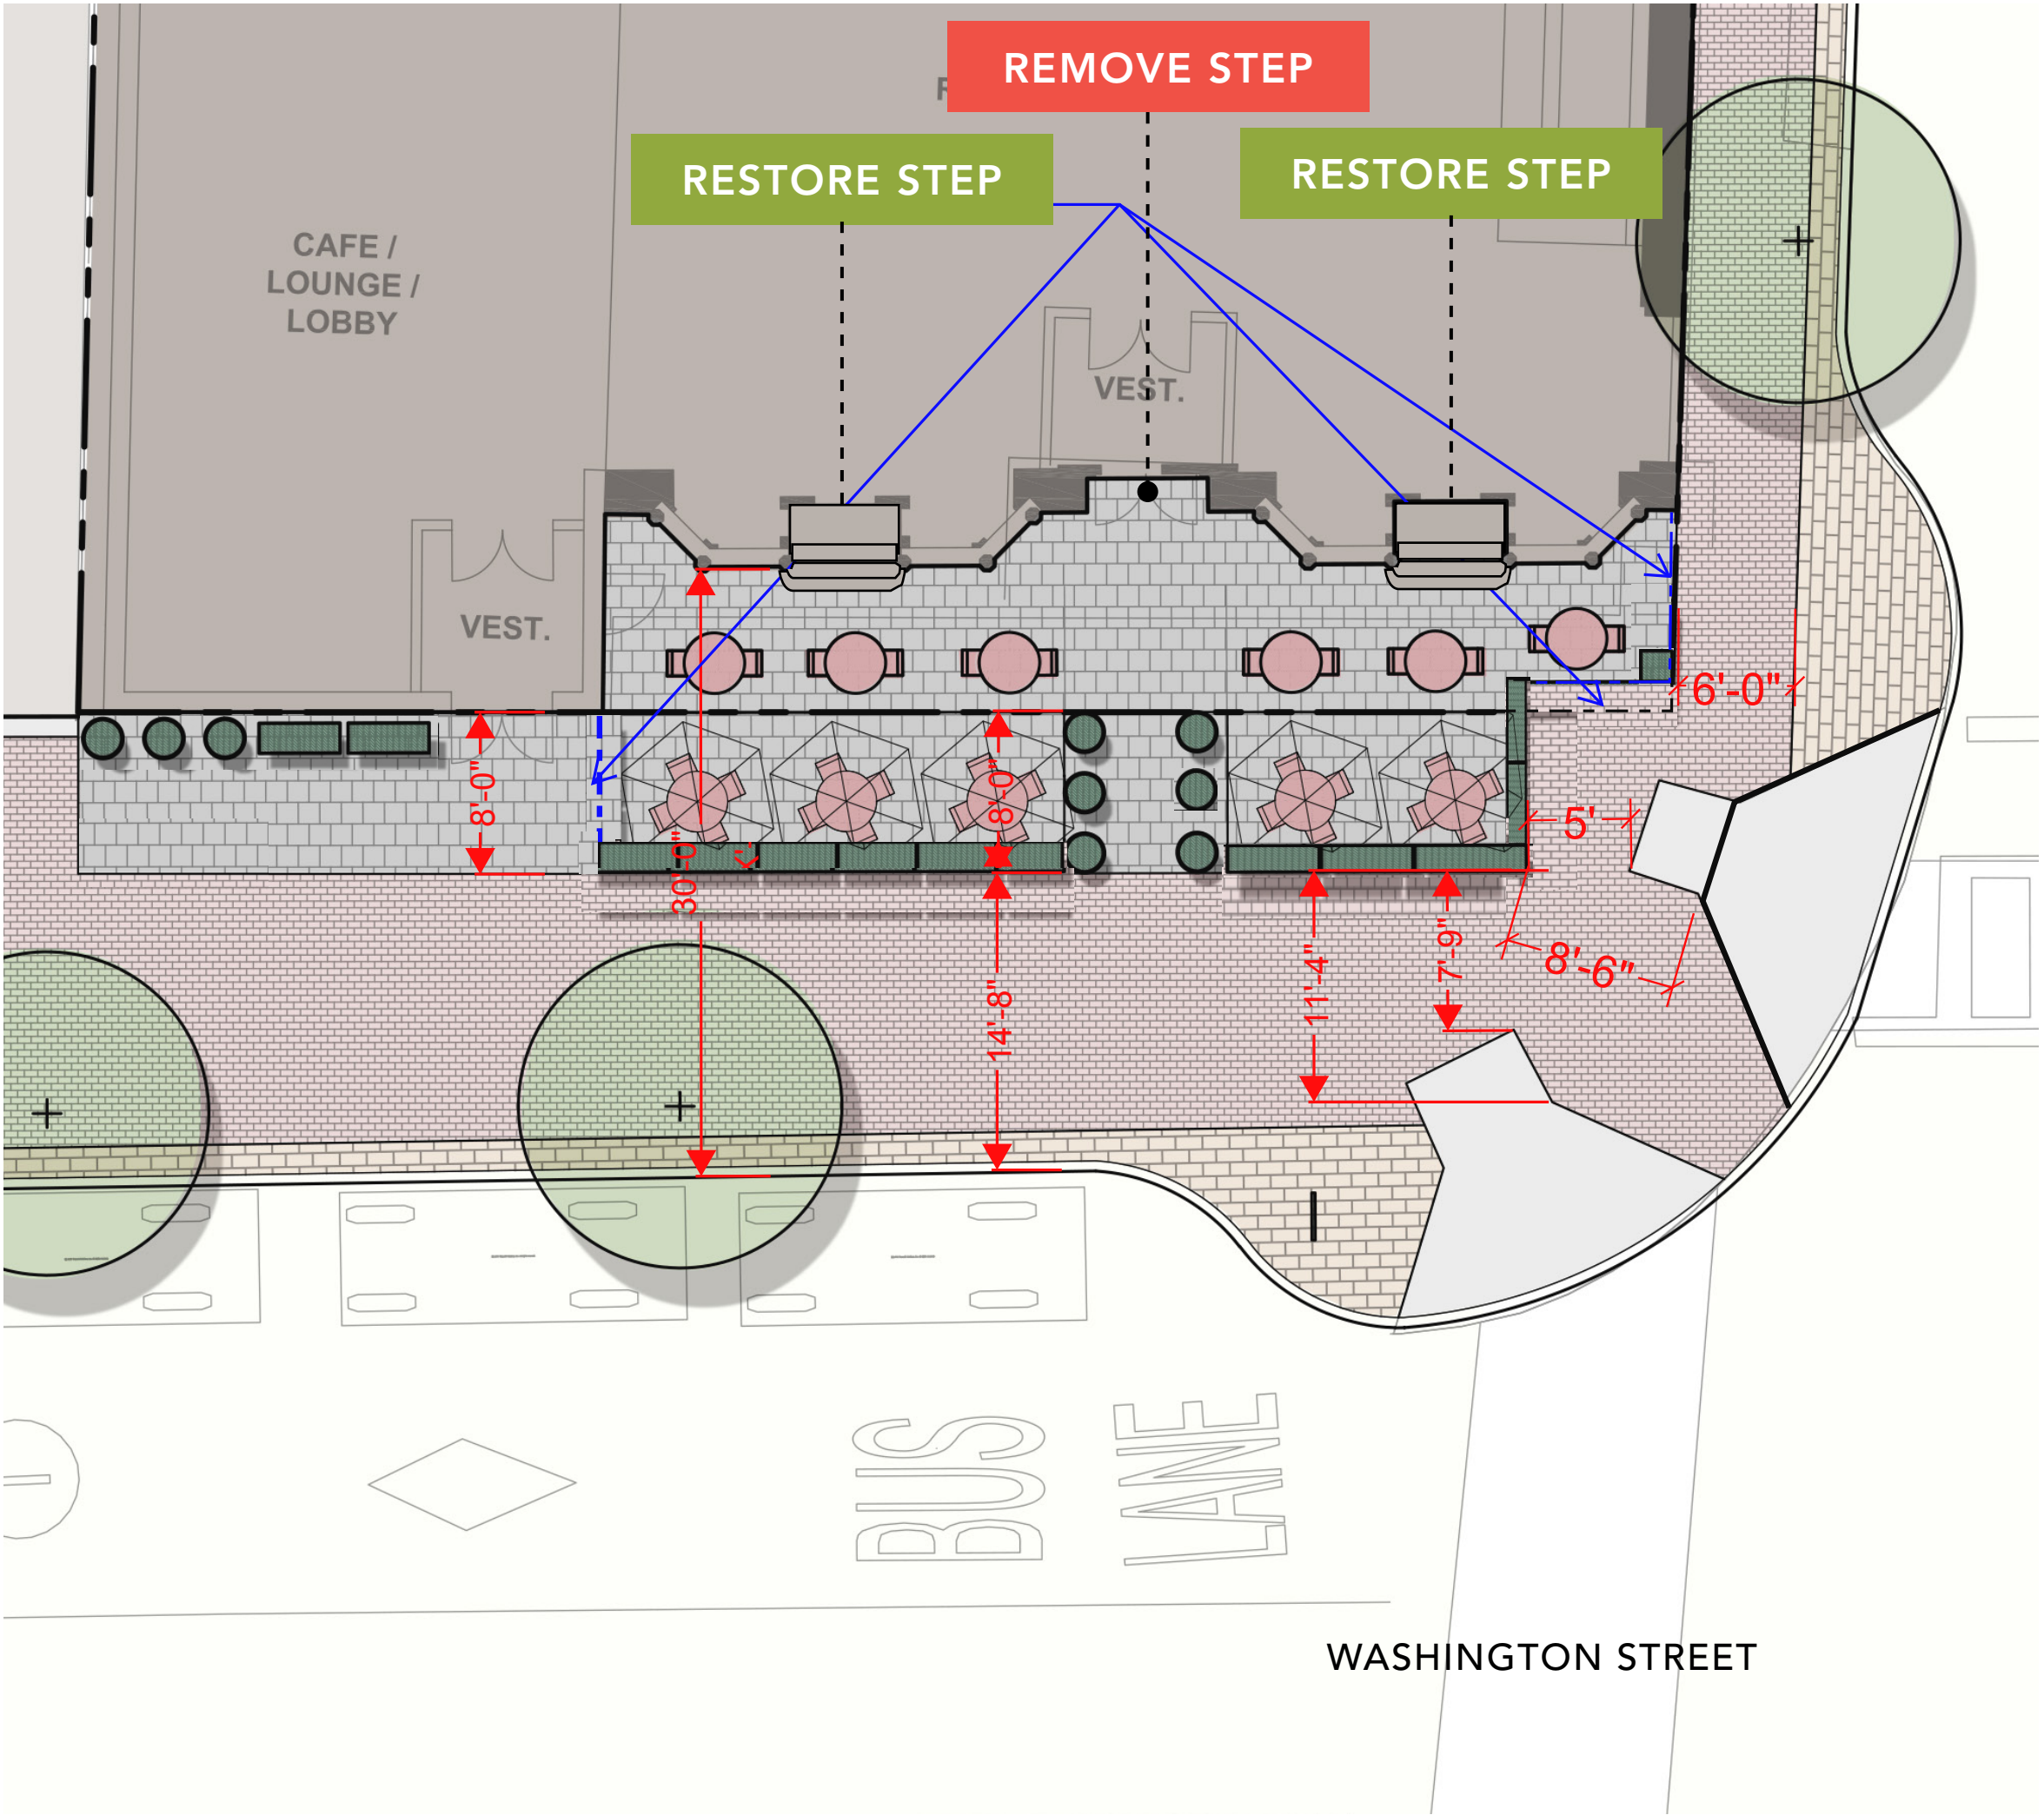 REMOVE STEP
RESTORE STEP
RESTORE STEP
CAFE /
LOUNGE /
LOBBY
VEST.
VEST.
6'-0"
8'-0"
8'-0"
5'
30'-0"
14'-8"
11'-4"
7'-9"
8'-6"
BUS
LANE
WASHINGTON STREET